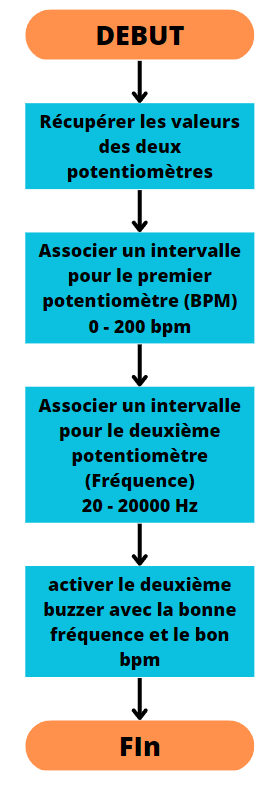 DEBUT
Récupérer les valeurs
des deux
potentiomètres
Associer un intervalle
pour le premier
potentiomètre (BPM)
0 - 200 bpm
Associer un intervalle
pour le deuxième
potentiomètre
(Fréquence)
20 - 20000 Hz
activer le deuxième
buzzer avec la bonne
fréquence et le bon
bpm
FIn